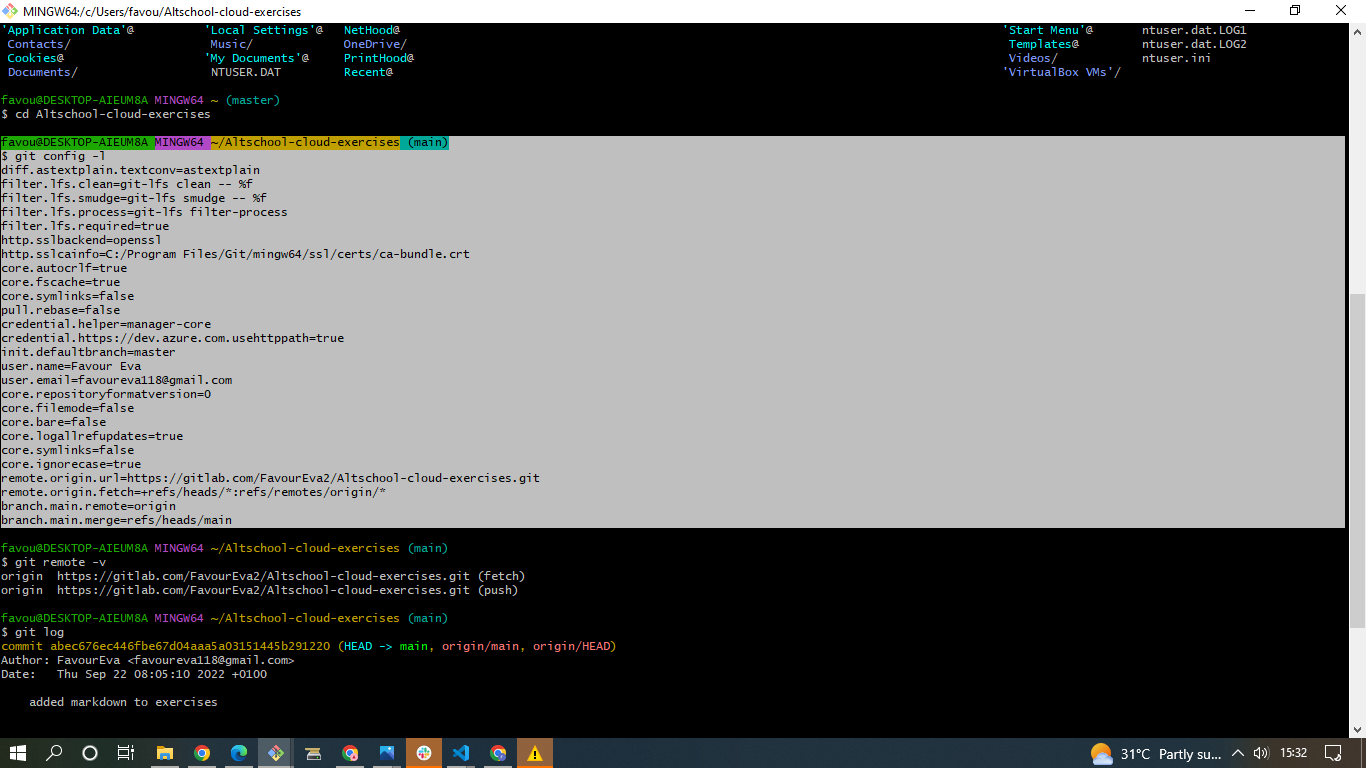 MINGW64:/c/Users/favou/Altschool-cloud-exercises
'Application Data'@ 'Local Settings'@ NetHood@ 'Start Menu'@ ntuser.dat.LOG1
Contacts/ Music/ OneDrive/ Templates@ ntuser.dat.LOG2
Cookies@ 'My Documents'@ PrintHood@ Videos/ ntuser.ini
Documents/ NTUSER.DAT Recent@ 'VirtualBox VMs'/
favou@DESKTOP-AIEUM8A MINGW64 ~ (master)
$ cd Altschool-cloud-exercises
favou@DESKTOP-AIEUM8A MINGW64 ~/Altschool-cloud-exercises (main)
$ git config -l
diff.astextplain.textconv=astextplain
filter.lfs.clean=git-lfs clean -- %f
filter.lfs.smudge=git-lfs smudge -- %f
filter.lfs.process=git-lfs filter-process
filter.lfs.required=true
http.sslbackend=openssl
http.sslcainfo=C:/Program Files/Git/mingw64/ssl/certs/ca-bundle.crt
core.autocrlf=true
core.fscache=true
core.symlinks=false
pull.rebase=false
credential.helper=manager-core
credential.https://dev.azure.com.usehttppath=true
init.defaultbranch=master
user.name=Favour Eva
user.email=favoureva118@gmail.com
core.repositoryformatversion=0
core.filemode=false
core.bare=false
core.logallrefupdates=true
core.symlinks=false
core.ignorecase=true
remote.origin.url=https://gitlab.com/FavourEva2/Altschool-cloud-exercises.git
remote.origin.fetch=+refs/heads/*:refs/remotes/origin/*
branch.main.remote=origin
branch.main.merge=refs/heads/main
favou@DESKTOP-AIEUM8A MINGW64 ~/Altschool-cloud-exercises (main)
$ git remote -v
origin https://gitlab.com/FavourEva2/Altschool-cloud-exercises.git (fetch)
origin https://gitlab.com/FavourEva2/Altschool-cloud-exercises.git (push)
favou@DESKTOP-AIEUM8A MINGW64 ~/Altschool-cloud-exercises (main)
$ git log
commit abec676ec446fbe67d04aaa5a03151445b291220 (HEAD -> main, origin/main, origin/HEAD)
Author: FavourEva <favoureva118@gmail.com>
Date: Thu Sep 22 08:05:10 2022 +0100
added markdown to exercises
31°C Partly su... 15:32